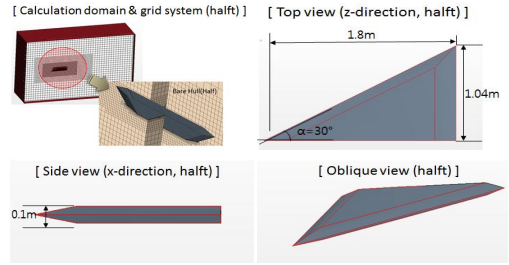 [ Calculation domain & grid system (halft) ]
Bare Hull(Half)
[ Top view (z-direction, halft) ]
1.8m
1.04m
α=30°
[ Side view (x-direction, halft) ]
0.1m
[ Oblique view (halft) ]